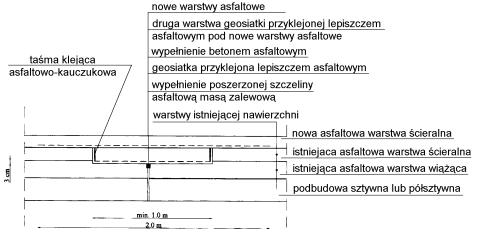 nowe warstwy asfaltowe
druga warstwa geosiatki przyklejonej lepiszczem
asfaltowym pod nowe warstwy asfaltowe
wypełnienie betonem asfaltowym
taśma klejąca
asfaltowo-kauczukowa
geosiatka przyklejona lepiszczem asfaltowym
wypełnienie poszerzonej szczeliny
asfaltową masą zalewową
warstwy istniejącej nawierzchni
nowa asfaltowa warstwa ścieralna
istniejaca asfaltowa warstwa ścieralna
istniejąca asfaltowa warstwa wiążąca
podbudowa sztywna lub półsztywna
3 cm
min. 1.0 m
2.0 m